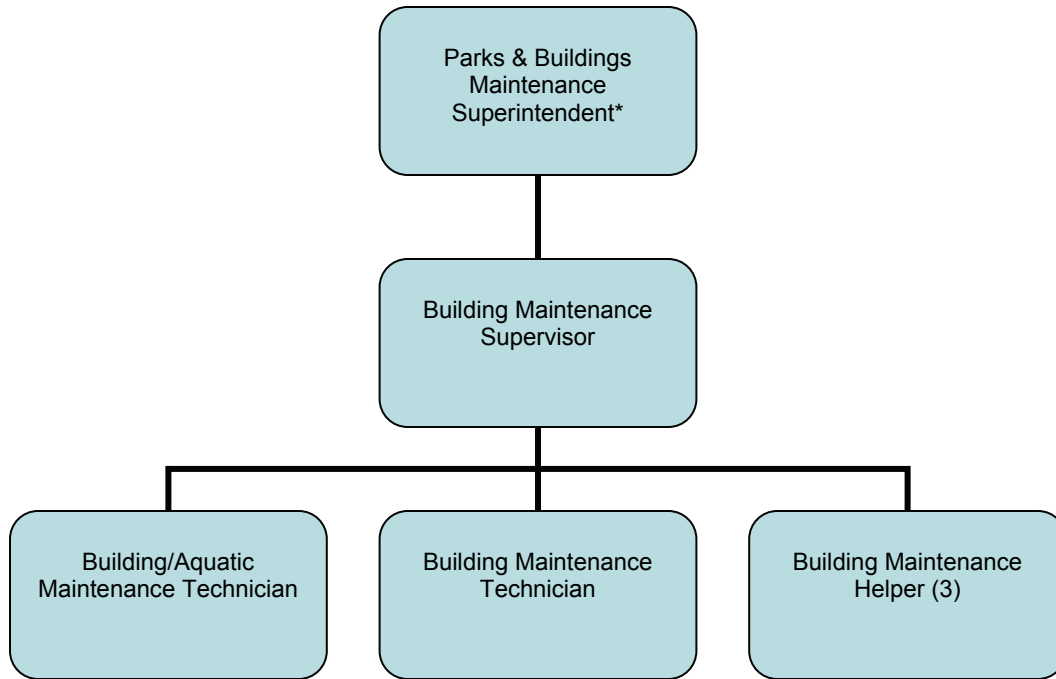 Parks & Buildings
Maintenance
Superintendent*
Building Maintenance
Supervisor
Building/Aquatic
Maintenance Technician
Building Maintenance
Technician
Building Maintenance
Helper (3)